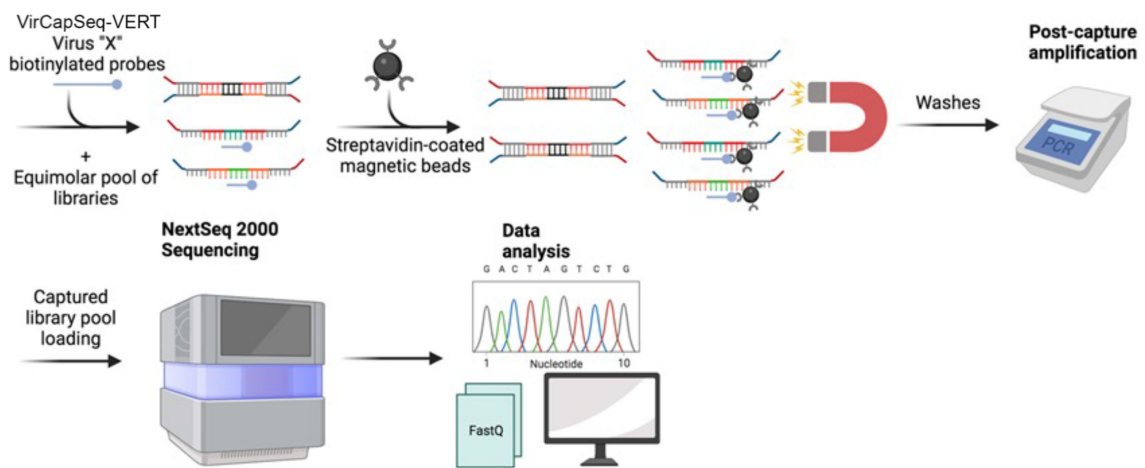 VirCapSeq-VERT
Virus "X"
biotinylated probes
+
Equimolar pool of
libraries
Streptavidin-coated
magnetic beads
Washes
Post-capture
amplification
PCR
Captured
library pool
loading
NextSeq 2000
Sequencing
Data
analysis
G A C T A G T C T G
1 Nucleotide 10
FastQ